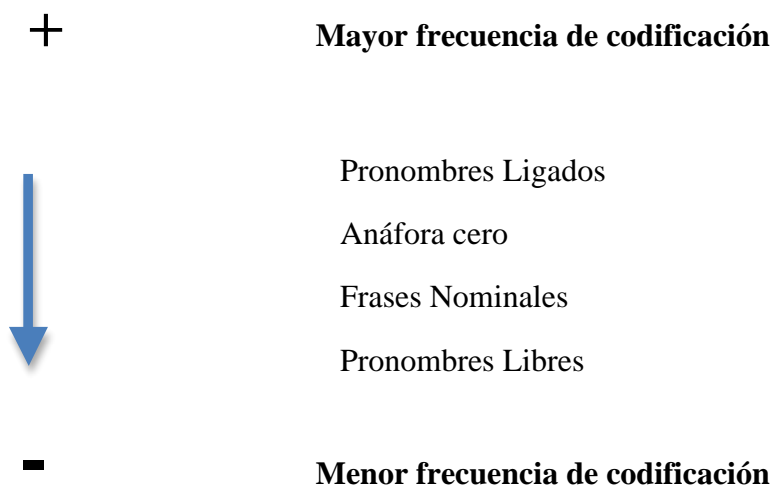 + Mayor frecuencia de codificación
Pronombres Ligados
Anáfora cero
Frases Nominales
Pronombres Libres
- Menor frecuencia de codificación